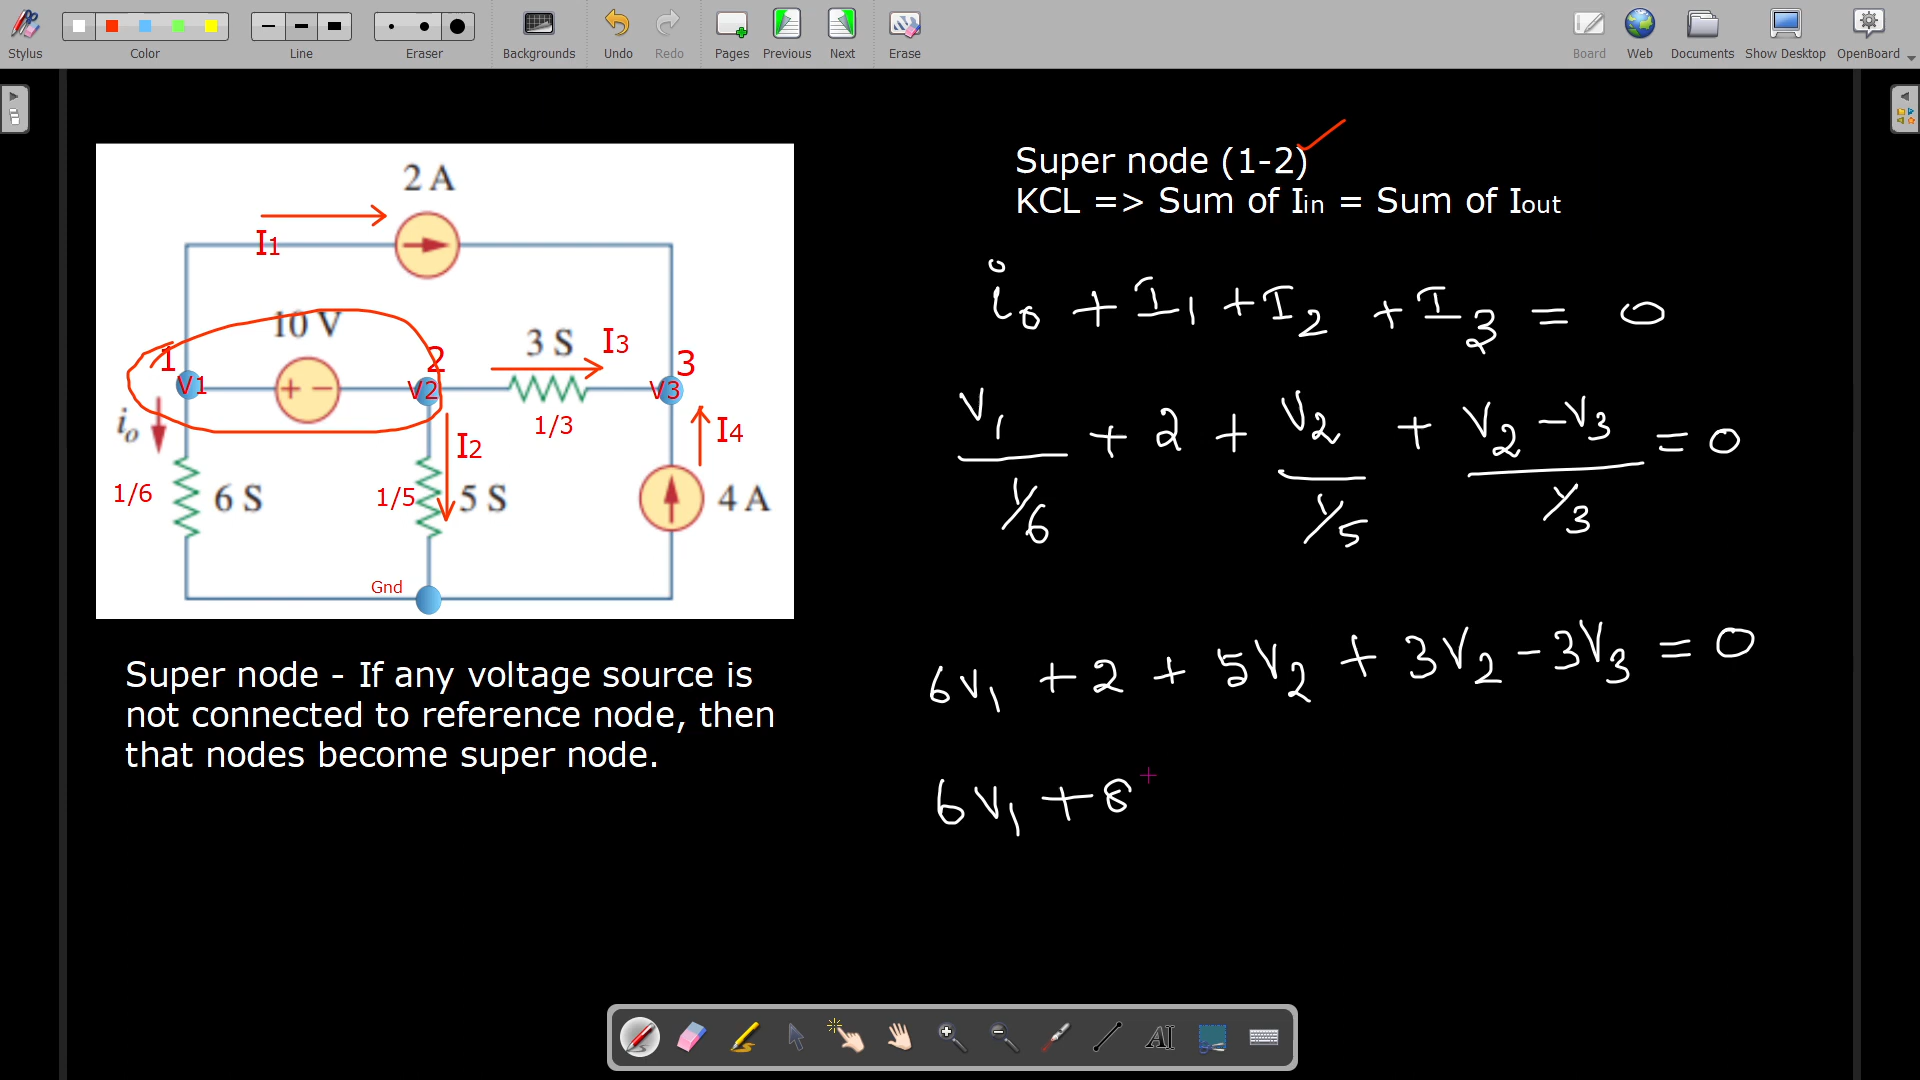 Stylus
Color
Line
Eraser
Backgrounds
Undo
Redo
Pages
Previous
Next
Erase
Board
Web
Documents
Show Desktop
OpenBoard
2 A
I1
10 V
1
V1
2
V2
3 S
I3
3
V3
1/3
io
I2
I4
1/6
6 S
1/5
5 S
4 A
Gnd
Super node - If any voltage source is
not connected to reference node, then
that nodes become super node.
Super node (1-2)
KCL => Sum of Iin = Sum of Iout
i0 + I1 + I2 + I3 = 0
V1/(1/6) + 2 + V2/(1/5) + (V2 - V3)/(1/3) = 0
6V1 + 2 + 5V2 + 3V2 - 3V3 = 0
6V1 + 8
AI